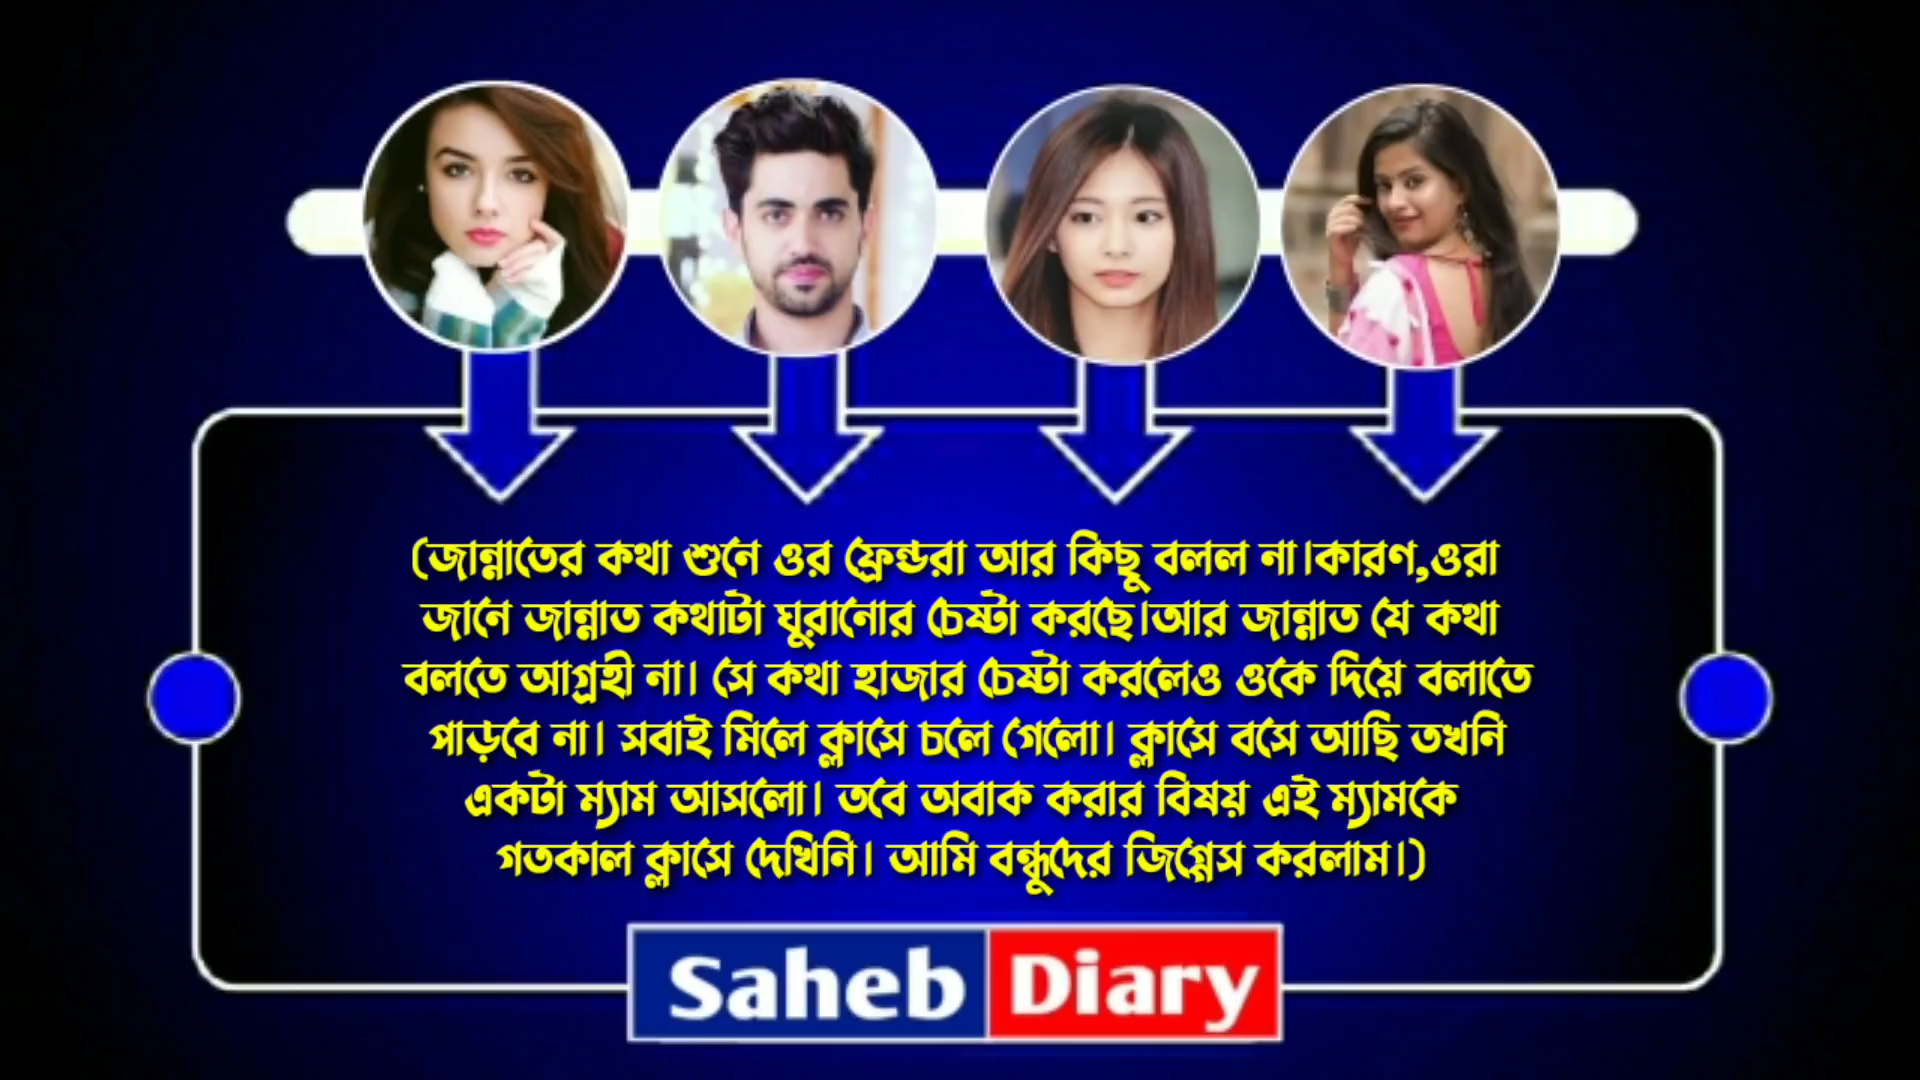 (জোন্নাতের কথা শুনে ওর ফ্রেন্ডরা আর কিছু বলল না।কারণ,ওরা
জানে জান্নাত কথাটা ঘুরানোর চেষ্টা করছে।আর জান্নাত যে কথা
বলতে আগ্রহী না। সে কথা হাজার চেষ্টা করলেও ওকে দিয়ে বলাতে
পাড়বে না। সবাই মিলে ক্লাসে চলে গেলো। ক্লাসে বসে আছি তখনি
একটা ম্যাম আসলো। তবে অবাক করার বিষয় এই ম্যামকে
গতকাল ক্লাসে দেখিনি। আমি বন্ধুদের জিগ্গেস করলাম।)
Saheb Diary